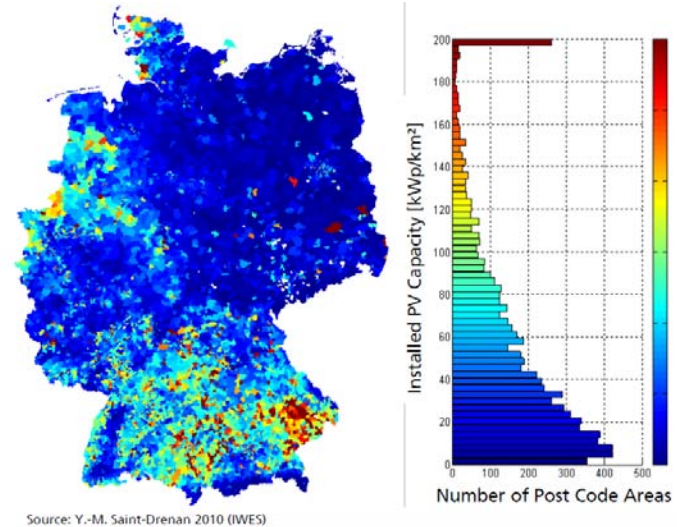 Installed PV Capacity [kWp/km²]
200
180
160
140
120
100
80
60
40
20
0
0 100 200 300 400 500
Number of Post Code Areas
Source: Y.-M. Saint-Drenan 2010 (IWES)